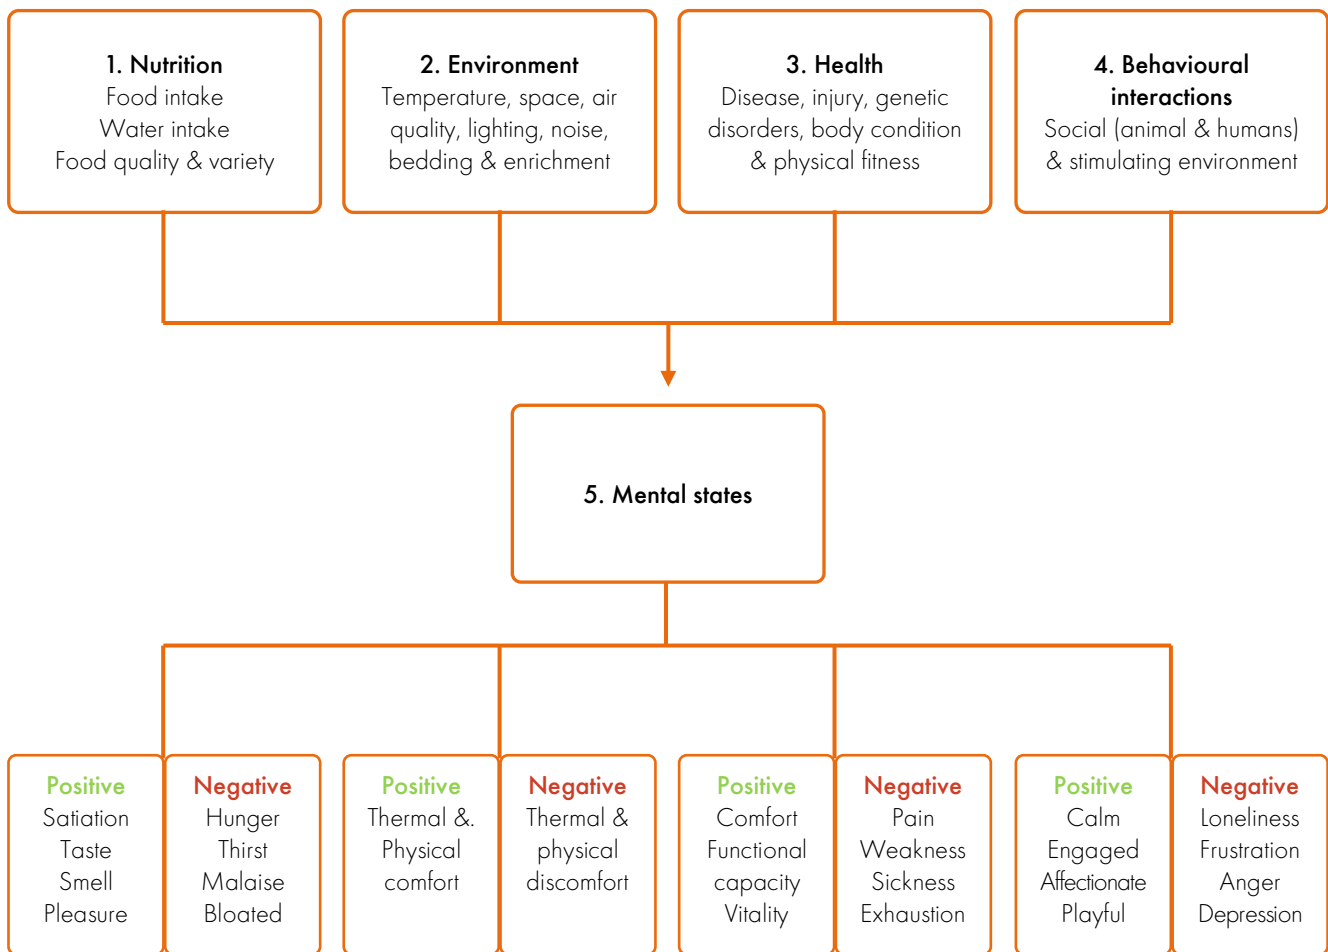 1. Nutrition
Food intake
Water intake
Food quality & variety
2. Environment
Temperature, space, air
quality, lighting, noise,
bedding & enrichment
3. Health
Disease, injury, genetic
disorders, body condition
& physical fitness
4. Behavioural
interactions
Social (animal & humans)
& stimulating environment
5. Mental states
Positive
Satiation
Taste
Smell
Pleasure
Negative
Hunger
Thirst
Malaise
Bloated
Positive
Thermal &.
Physical
comfort
Negative
Thermal &
physical
discomfort
Positive
Comfort
Functional
capacity
Vitality
Negative
Pain
Weakness
Sickness
Exhaustion
Positive
Calm
Engaged
Affectionate
Playful
Negative
Loneliness
Frustration
Anger
Depression